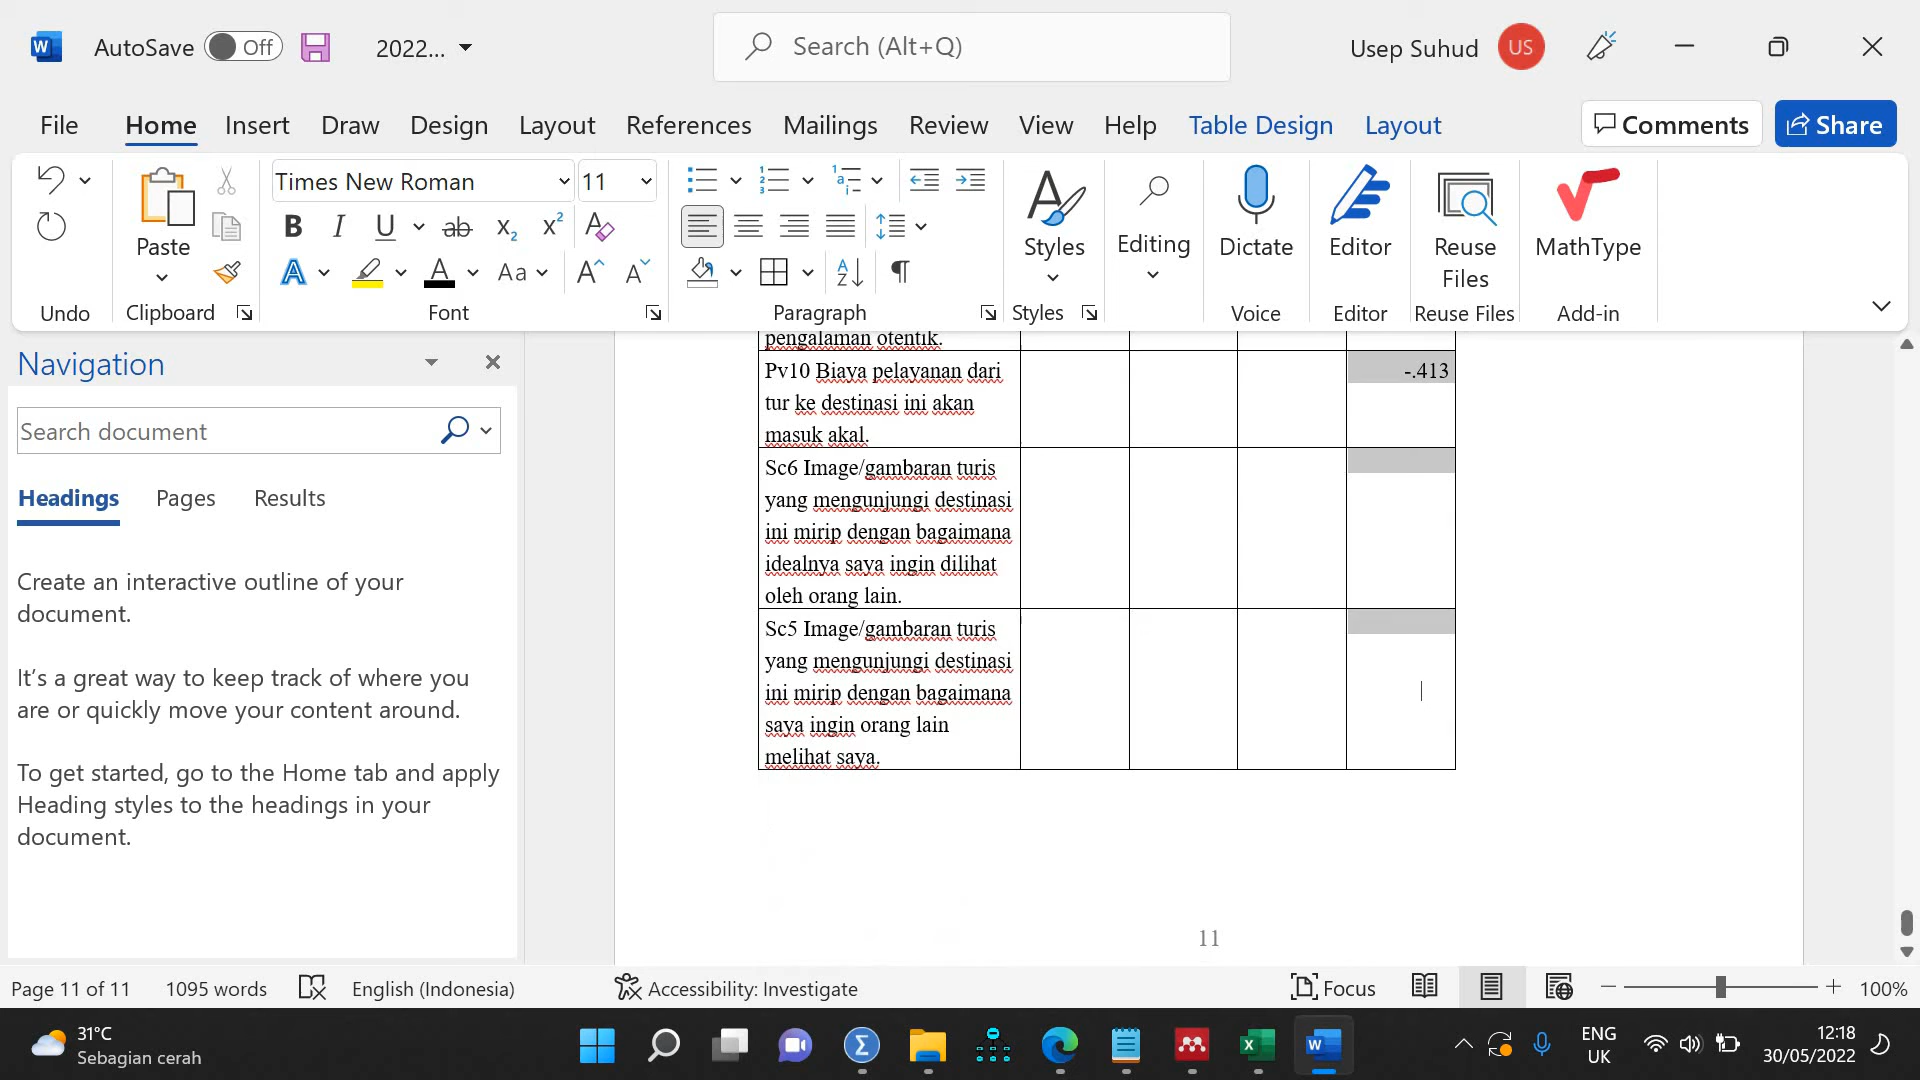 AutoSave Off 2022... Search (Alt+Q) Usep Suhud US
File Home Insert Draw Design Layout References Mailings Review View Help Table Design Layout Comments Share
Paste
Times New Roman 11
Styles Editing Dictate Editor Reuse Files MathType
Undo Clipboard Font Paragraph Styles Voice Editor Reuse Files Add-in
Navigation
Search document
Headings Pages Results
Create an interactive outline of your
document.
It's a great way to keep track of where you
are or quickly move your content around.
To get started, go to the Home tab and apply
Heading styles to the headings in your
document.
pengalaman otentik.
Pv10 Biaya pelayanan dari
tur ke destinasi ini akan
masuk akal.
-.413
Sc6 Image/gambaran turis
yang mengunjungi destinasi
ini mirip dengan bagaimana
idealnya saya ingin dilihat
oleh orang lain.
Sc5 Image/gambaran turis
yang mengunjungi destinasi
ini mirip dengan bagaimana
saya ingin orang lain
melihat saya.
11
Page 11 of 11 1095 words English (Indonesia) Accessibility: Investigate Focus 100%
31°C
Sebagian cerah
ENG
UK
12:18
30/05/2022